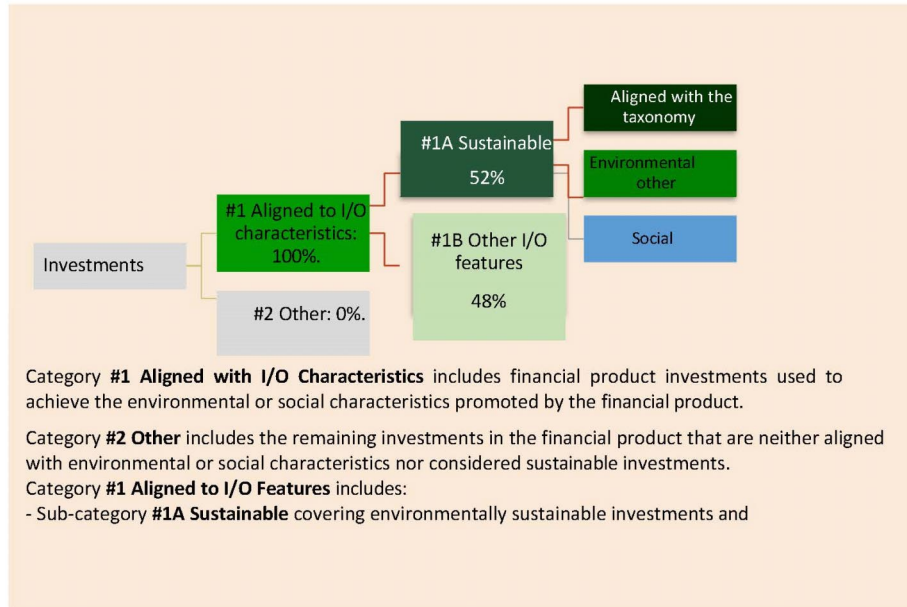 Aligned with the
taxonomy
#1A Sustainable
52%
Environmental
other
#1 Aligned to I/O
characteristics:
100%.
#1B Other I/O
features
48%
Social
Investments
#2 Other: 0%.
Category #1 Aligned with I/O Characteristics includes financial product investments used to
achieve the environmental or social characteristics promoted by the financial product.
Category #2 Other includes the remaining investments in the financial product that are neither aligned
with environmental or social characteristics nor considered sustainable investments.
Category #1 Aligned to I/O Features includes:
- Sub-category #1A Sustainable covering environmentally sustainable investments and